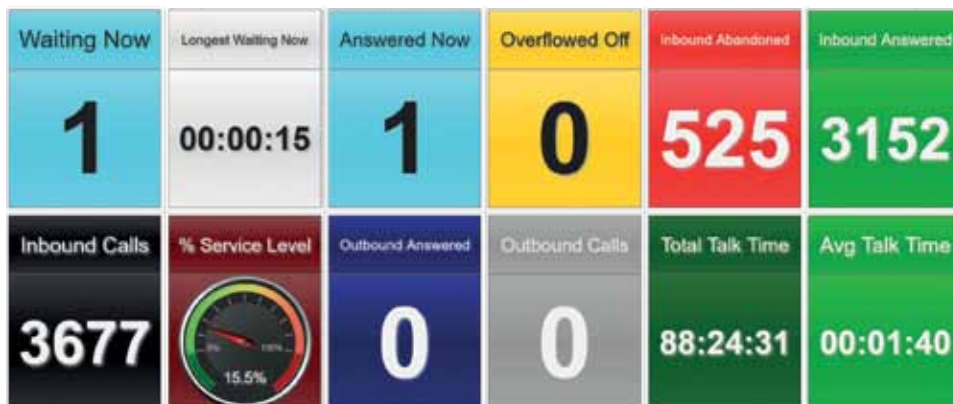 Waiting Now
Longest Waiting Now
Answered Now
Overflowed Off
Inbound Abandoned
Inbound Answered
1
00:00:15
1
0
525
3152
Inbound Calls
% Service Level
Outbound Answered
Outbound Calls
Total Talk Time
Avg Talk Time
3677
0%
100%
15.5%
0
0
88:24:31
00:01:40